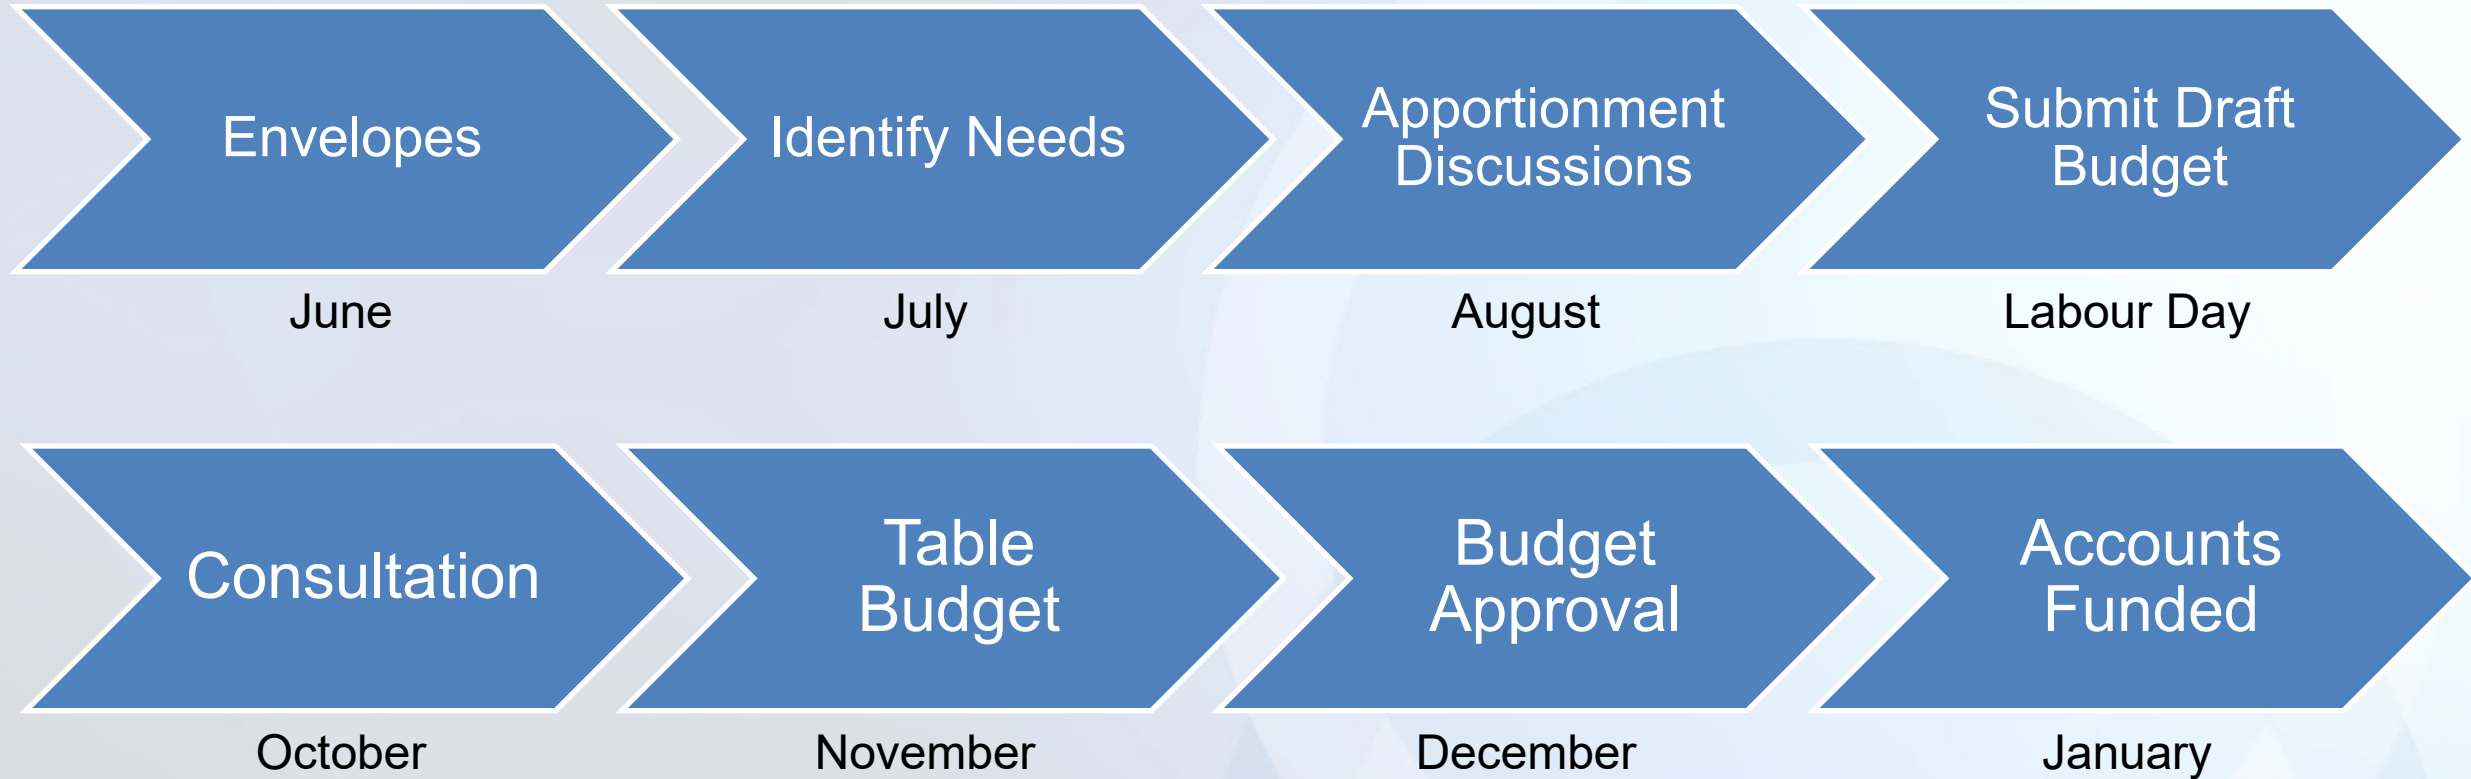 Envelopes
Identify Needs
Apportionment
Discussions
Submit Draft
Budget
June
July
August
Labour Day
Consultation
Table
Budget
Budget
Approval
Accounts
Funded
October
November
December
January